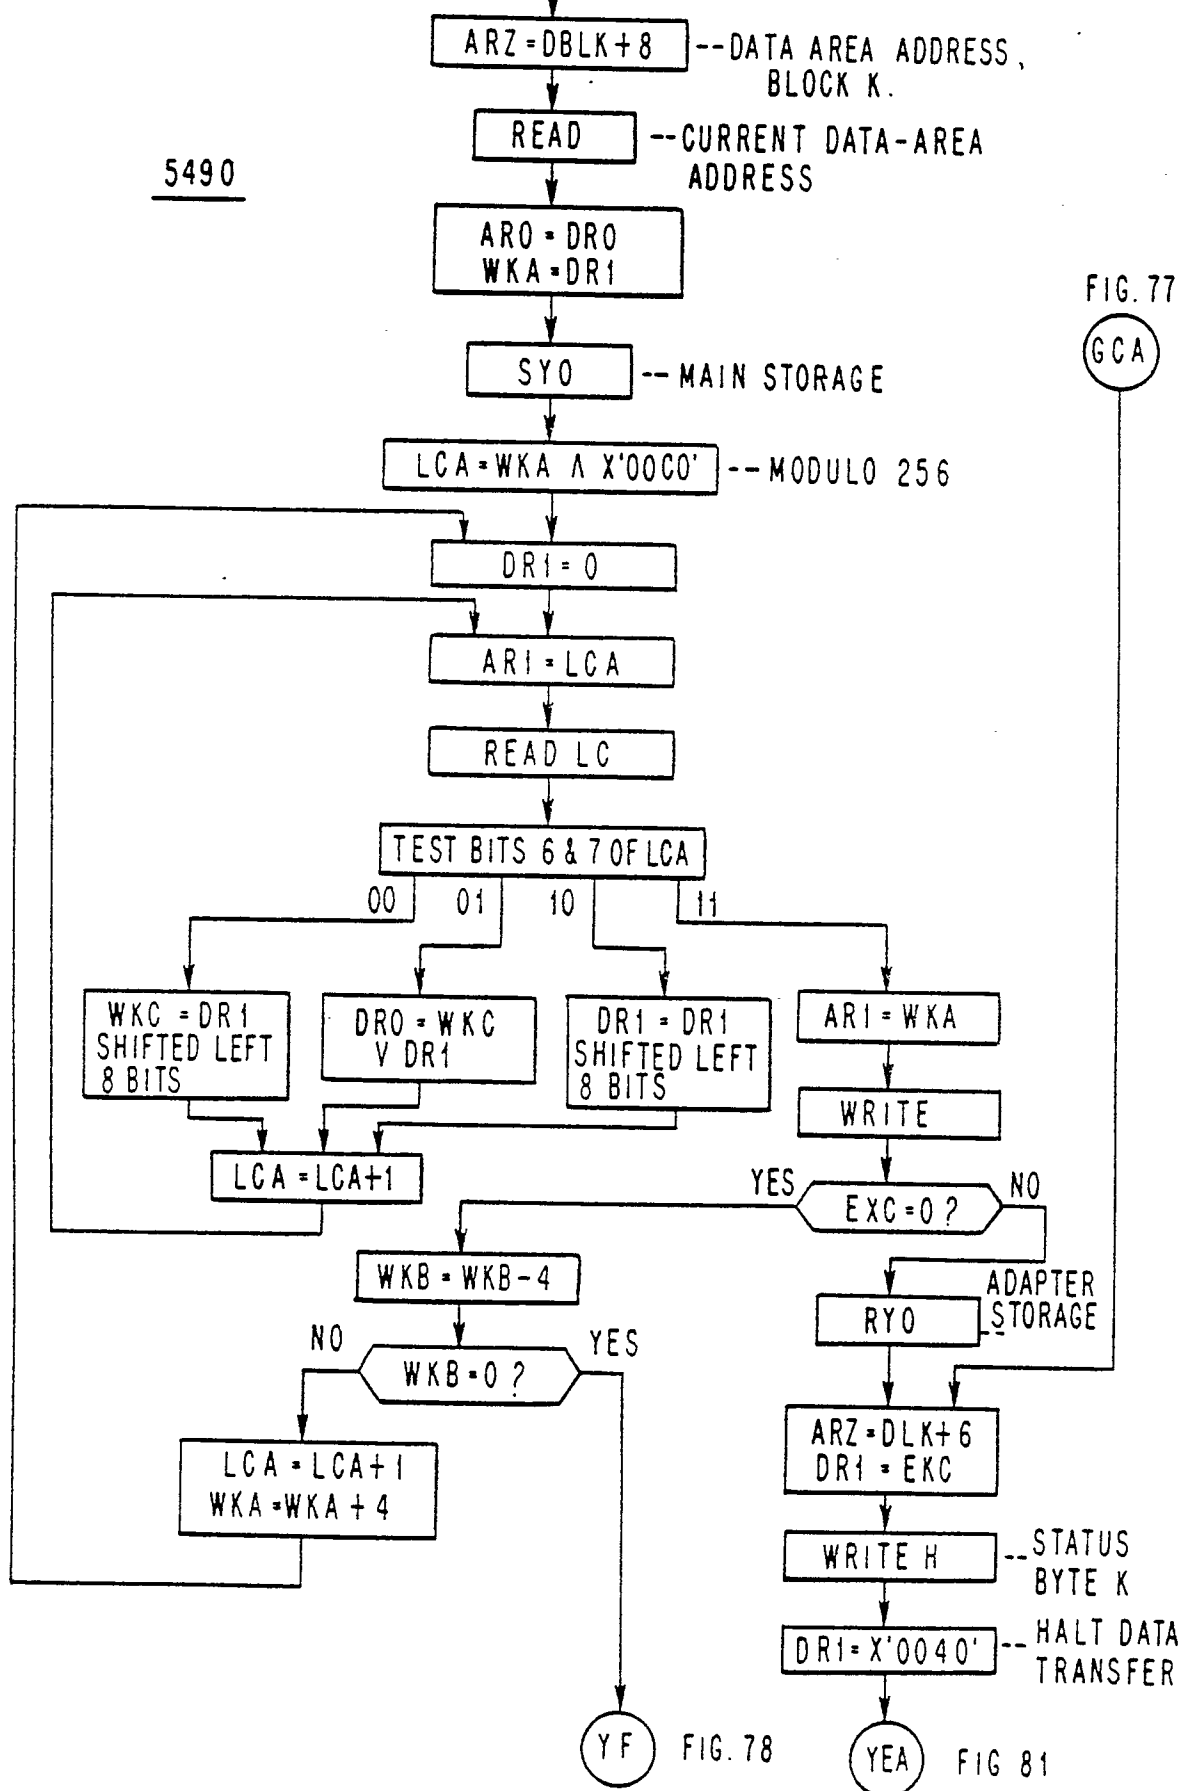 ARZ=DBLK+8
--DATA AREA ADDRESS,
BLOCK K.
READ
--CURRENT DATA-AREA
ADDRESS
5490
AR0=DR0
WKA=DR1
FIG. 77
GCA
SYO
--MAIN STORAGE
LCA=WKA Λ X'00C0'
--MODULO 256
DR1=0
AR1=LCA
READ LC
TEST BITS 6 & 7 OF LCA
00
01
10
11
WKC=DR1
SHIFTED LEFT
8 BITS
DR0=WKC
V DR1
DR1=DR1
SHIFTED LEFT
8 BITS
AR1=WKA
WRITE
LCA=LCA+1
YES
EXC=0?
NO
WKB=WKB-4
RYO
ADAPTER
STORAGE
--
NO
WKB=0?
YES
ARZ=DLK+6
DR1=EKC
LCA=LCA+1
WKA=WKA+4
WRITE H
--STATUS
BYTE K
DR1=X'0040'
--HALT DATA
TRANSFER
YF
FIG. 78
YEA
FIG 81